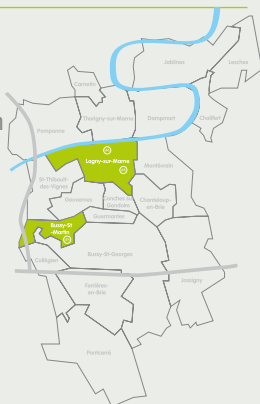 Jablines
Lesches
Carnetin
Thorigny-sur-Marne
Dampmart
Chalifert
Pomponne
Lagny-sur-Marne
Montévrain
St-Thibault-
des-Vignes
Gouvernes
Conches-sur-
Gondoire
Chanteloup-
en-Brie
Guermantes
Bussy-St
-Martin
Collégien
Bussy-St-Georges
Jossigny
Ferrières-
en-Brie
Pontcarré